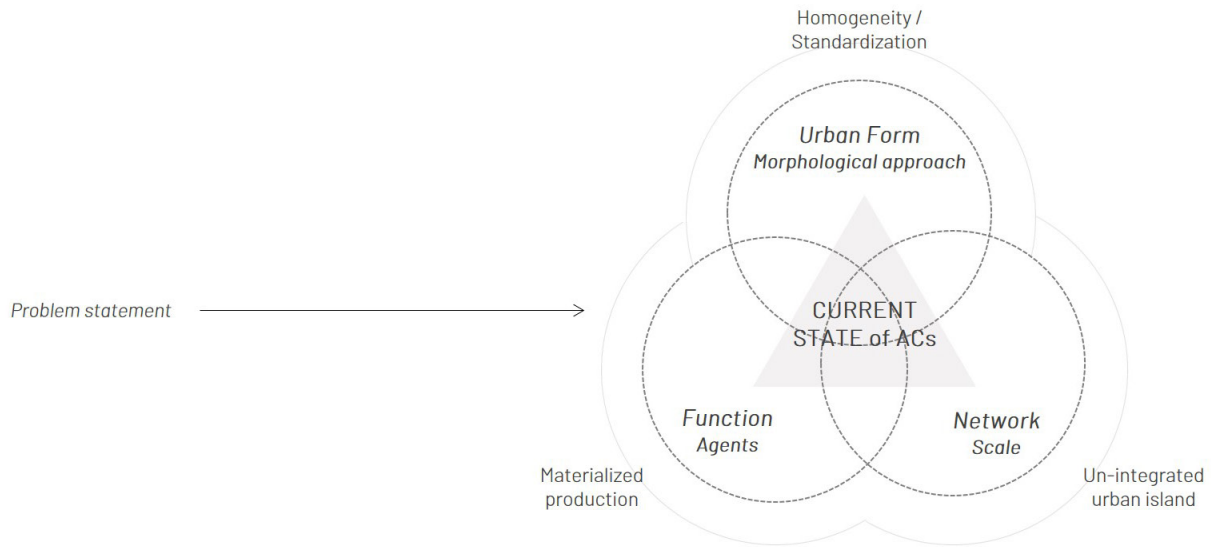 Homogeneity /
Standardization
Urban Form
Morphological approach
Problem statement
CURRENT
STATE of ACs
Function
Agents
Network
Scale
Materialized
production
Un-integrated
urban island